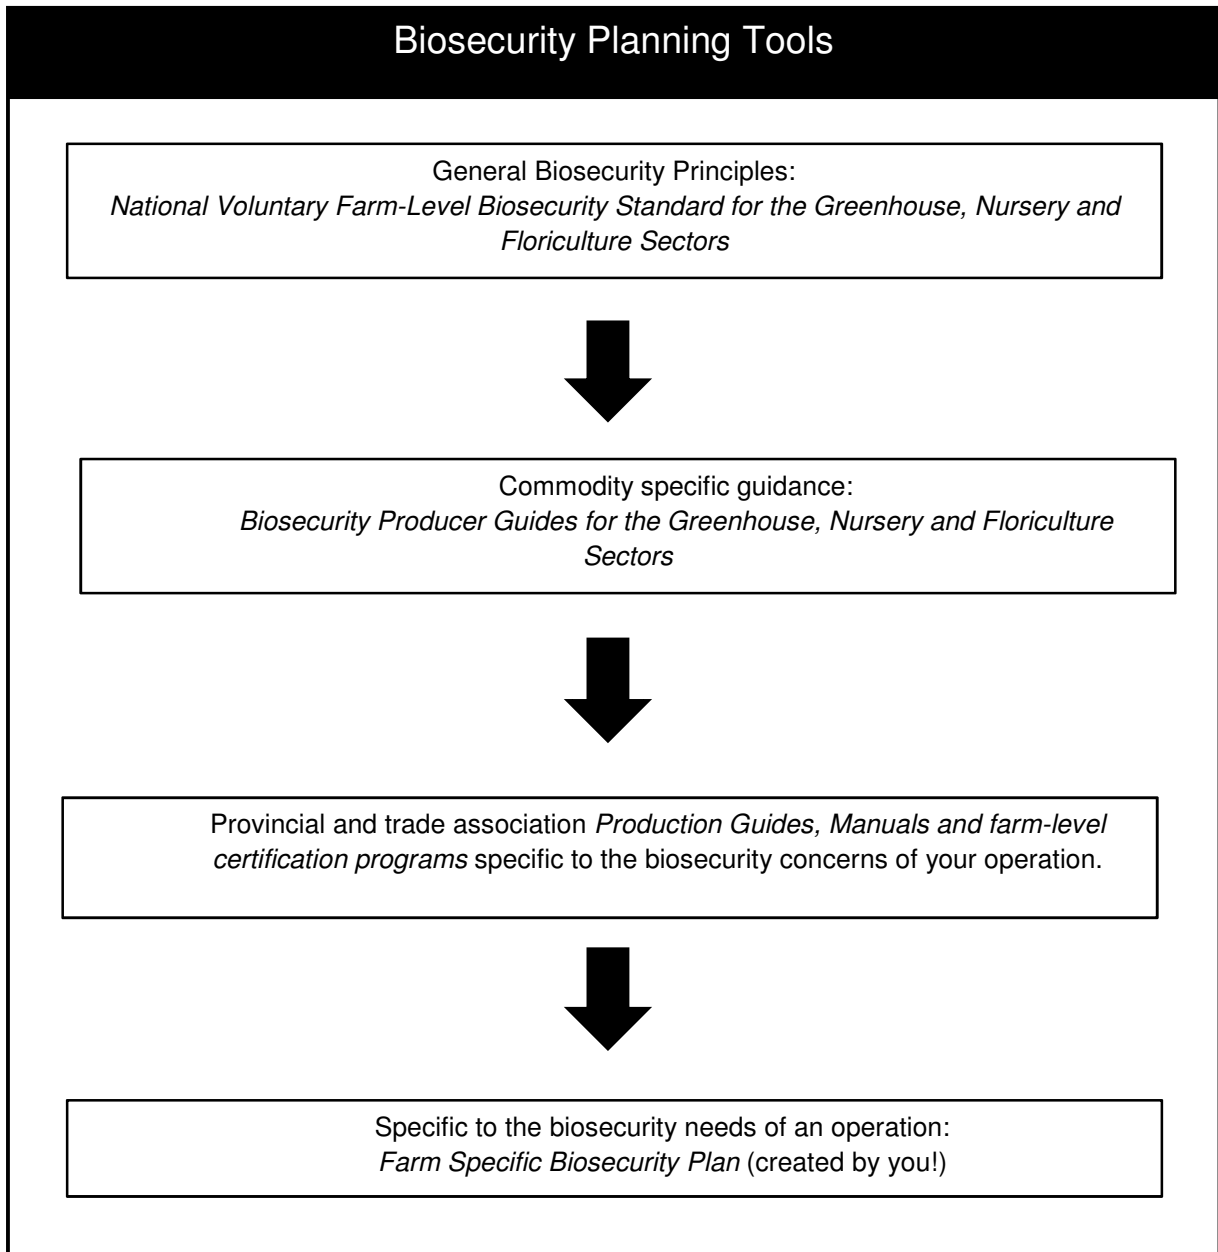 Biosecurity Planning Tools
General Biosecurity Principles:
National Voluntary Farm-Level Biosecurity Standard for the Greenhouse, Nursery and
Floriculture Sectors
Commodity specific guidance:
Biosecurity Producer Guides for the Greenhouse, Nursery and Floriculture
Sectors
Provincial and trade association Production Guides, Manuals and farm-level
certification programs specific to the biosecurity concerns of your operation.
Specific to the biosecurity needs of an operation:
Farm Specific Biosecurity Plan (created by you!)